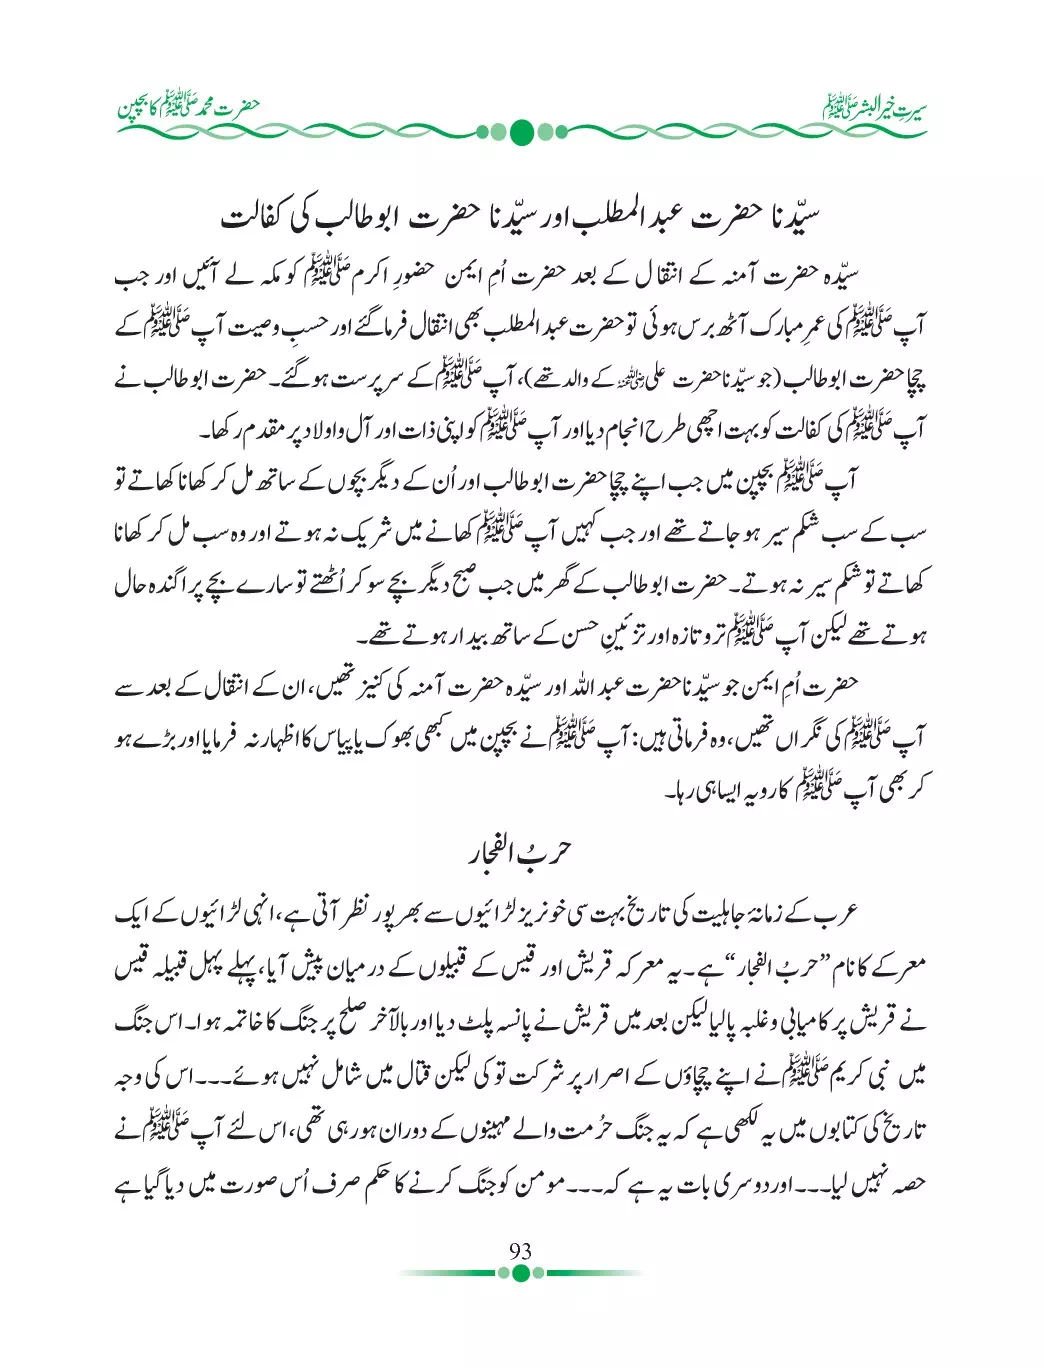 سیرتِ خیر البشر ﷺ
حضرت محمد ﷺ کا بچپن
سیّدنا حضرت عبد المطلب اور سیّدنا حضرت ابو طالب کی کفالت
سیّدہ حضرت آمنہ کے انتقال کے بعد حضرت اُمِ ایمن حضورِ اکرم ﷺ کو مکہ لے آئیں اور جب
آپ ﷺ کی عمرِ مبارک آٹھ برس ہوئی تو حضرت عبد المطلب بھی انتقال فرما گئے اور حسبِ وصیت آپ ﷺ کے
چچا حضرت ابو طالب (جو سیّدنا حضرت علی رضی اللہ عنہ کے والد تھے)، آپ ﷺ کے سرپرست ہو گئے۔ حضرت ابو طالب نے
آپ ﷺ کی کفالت کو بہت اچھی طرح انجام دیا اور آپ ﷺ کو اپنی ذات اور آل و اولاد پر مقدم رکھا۔
آپ ﷺ بچپن میں جب اپنے چچا حضرت ابو طالب اور اُن کے دیگر بچوں کے ساتھ مل کر کھانا کھاتے تو
سب کے سب شکم سیر ہو جاتے تھے اور جب کہیں آپ ﷺ کھانے میں شریک نہ ہوتے اور وہ سب مل کر کھانا
کھاتے تو شکم سیر نہ ہوتے۔ حضرت ابو طالب کے گھر میں جب صبح دیگر بچے سو کر اُٹھتے تو سارے بچے پراگندہ حال
ہوتے تھے لیکن آپ ﷺ تر و تازہ اور تزئینِ حسن کے ساتھ بیدار ہوتے تھے۔
حضرت اُمِ ایمن جو سیّدنا حضرت عبد اللہ اور سیّدہ حضرت آمنہ کی کنیز تھیں، ان کے انتقال کے بعد سے
آپ ﷺ کی نگراں تھیں، وہ فرماتی ہیں: آپ ﷺ نے بچپن میں کبھی بھوک یا پیاس کا اظہار نہ فرمایا اور بڑے ہو
کر بھی آپ ﷺ کا رویہ ایسا ہی رہا۔
حربُ الفجار
عرب کے زمانۂ جاہلیت کی تاریخ بہت سی خونریز لڑائیوں سے بھرپور نظر آتی ہے، انہی لڑائیوں کے ایک
معرکے کا نام ”حربُ الفجار“ ہے۔ یہ معرکہ قریش اور قیس کے قبیلوں کے درمیان پیش آیا، پہلے پہل قبیلہ قیس
نے قریش پر کامیابی و غلبہ پالیا لیکن بعد میں قریش نے پانسہ پلٹ دیا اور بالآخر صلح پر جنگ کا خاتمہ ہوا۔ اس جنگ
میں نبی کریم ﷺ نے اپنے چچاؤں کے اصرار پر شرکت تو کی لیکن قتال میں شامل نہیں ہوئے۔۔۔ اس کی وجہ
تاریخ کی کتابوں میں یہ لکھی ہے کہ یہ جنگ حُرمت والے مہینوں کے دوران ہو رہی تھی، اس لئے آپ ﷺ نے
حصہ نہیں لیا۔۔۔ اور دوسری بات یہ ہے کہ۔۔۔ مومن کو جنگ کرنے کا حکم صرف اُس صورت میں دیا گیا ہے
93